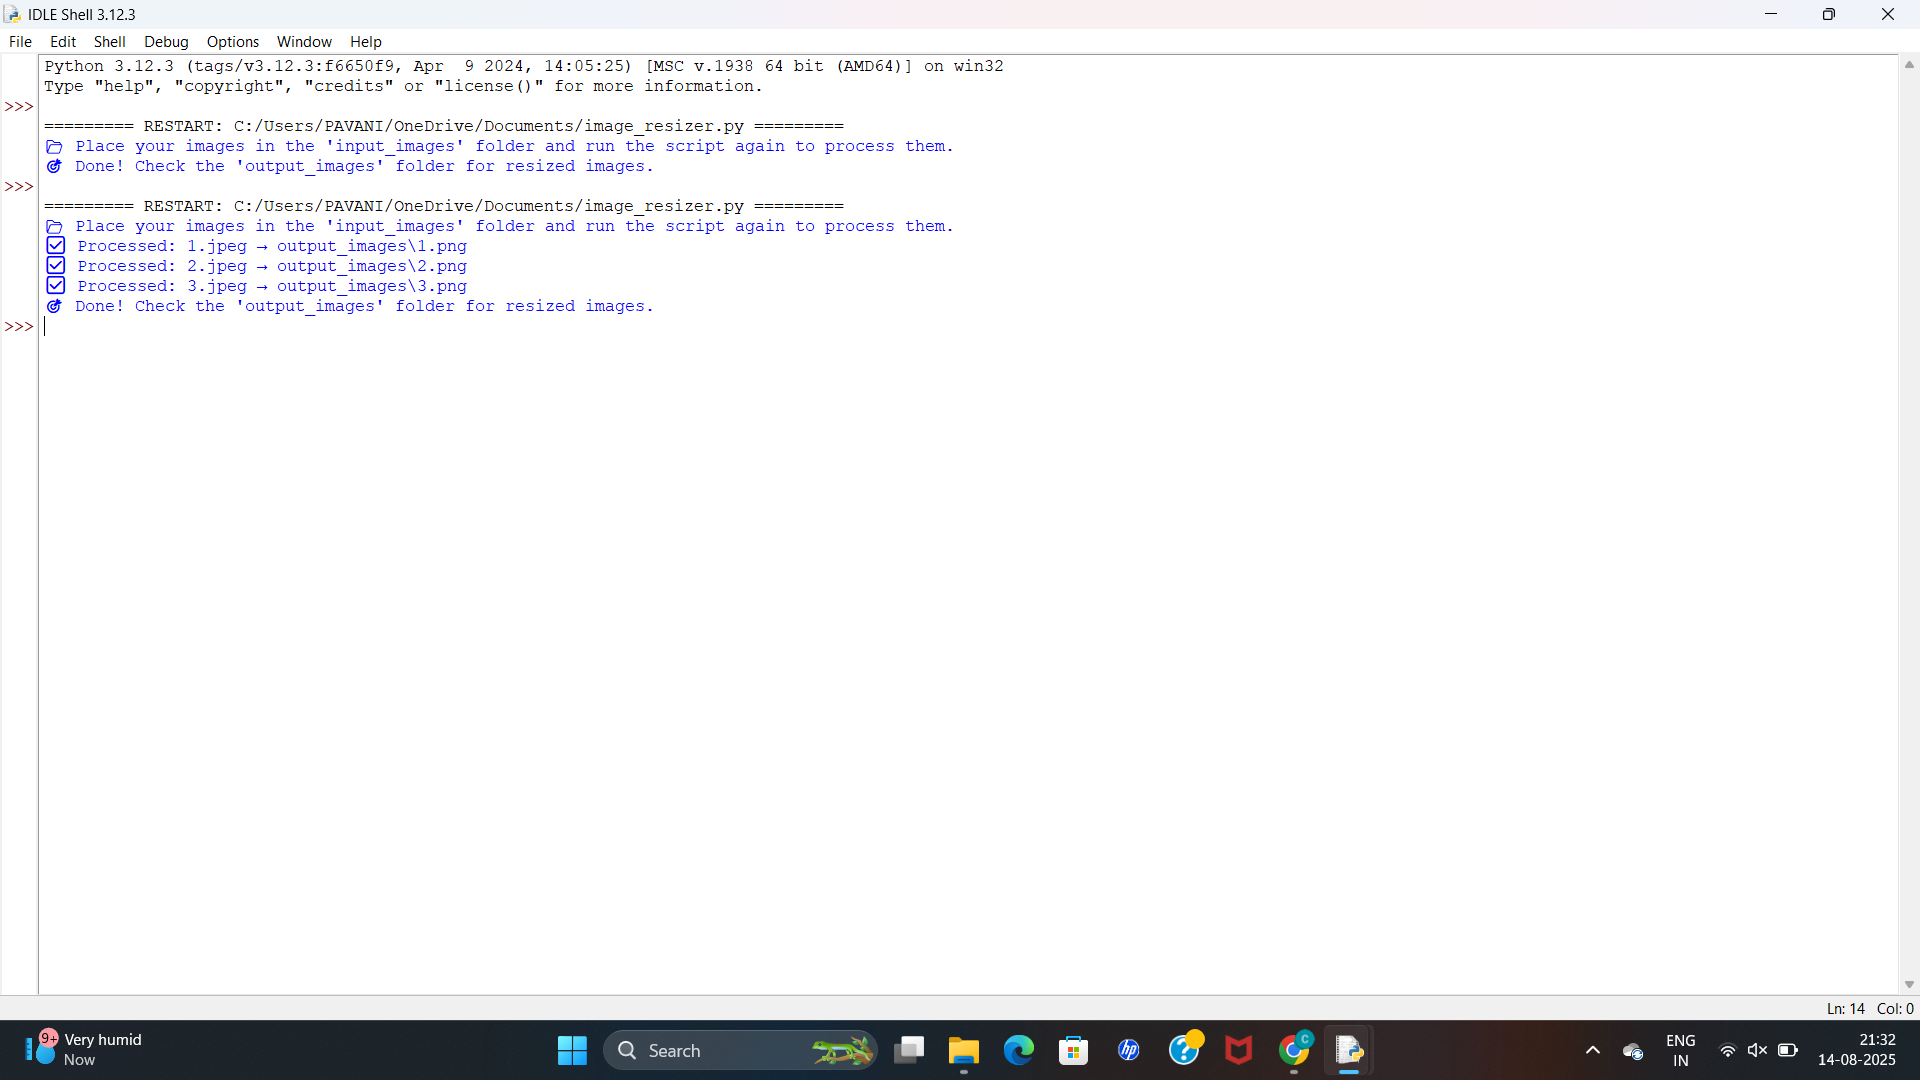 IDLE Shell 3.12.3
File Edit Shell Debug Options Window Help
Python 3.12.3 (tags/v3.12.3:f6650f9, Apr  9 2024, 14:05:25) [MSC v.1938 64 bit (AMD64)] on win32
Type "help", "copyright", "credits" or "license()" for more information.
>>>
========= RESTART: C:/Users/PAVANI/OneDrive/Documents/image_resizer.py =========
📂 Place your images in the 'input_images' folder and run the script again to process them.
🎯 Done! Check the 'output_images' folder for resized images.
>>>
========= RESTART: C:/Users/PAVANI/OneDrive/Documents/image_resizer.py =========
📂 Place your images in the 'input_images' folder and run the script again to process them.
✅ Processed: 1.jpeg → output_images\1.png
✅ Processed: 2.jpeg → output_images\2.png
✅ Processed: 3.jpeg → output_images\3.png
🎯 Done! Check the 'output_images' folder for resized images.
>>>
Ln: 14 Col: 0
9+ Very humid
Now
Search
hp
C
ENG
IN
21:32
14-08-2025